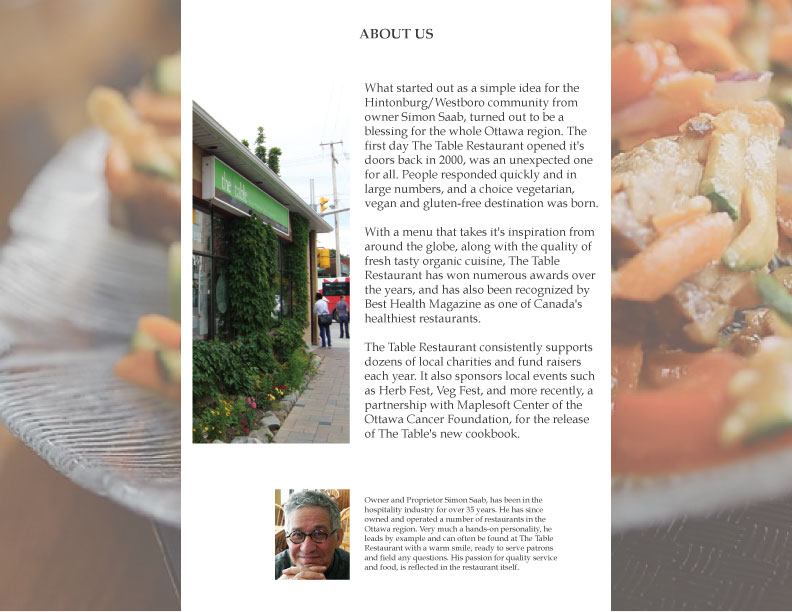 ABOUT US
the table
What started out as a simple idea for the
Hintonburg/Westboro community from
owner Simon Saab, turned out to be a
blessing for the whole Ottawa region. The
first day The Table Restaurant opened it's
doors back in 2000, was an unexpected one
for all. People responded quickly and in
large numbers, and a choice vegetarian,
vegan and gluten-free destination was born.
With a menu that takes it's inspiration from
around the globe, along with the quality of
fresh tasty organic cuisine, The Table
Restaurant has won numerous awards over
the years, and has also been recognized by
Best Health Magazine as one of Canada's
healthiest restaurants.
The Table Restaurant consistently supports
dozens of local charities and fund raisers
each year. It also sponsors local events such
as Herb Fest, Veg Fest, and more recently, a
partnership with Maplesoft Center of the
Ottawa Cancer Foundation, for the release
of The Table's new cookbook.
Owner and Proprietor Simon Saab, has been in the
hospitality industry for over 35 years. He has since
owned and operated a number of restaurants in the
Ottawa region. Very much a hands-on personality, he
leads by example and can often be found at The Table
Restaurant with a warm smile, ready to serve patrons
and field any questions. His passion for quality service
and food, is reflected in the restaurant itself.